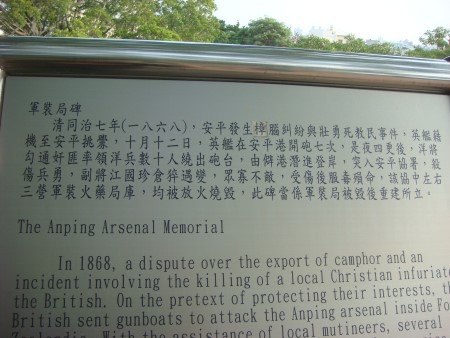 軍裝局碑
清同治七年(一八六八)，安平發生樟腦糾紛與壯勇死教民事件，英艦藉
機至安平挑釁，十月十二日，英艦在安平港開砲七次，是夜四更後，洋將
勾通奸匪率領洋兵數十人繞出砲台，由僻港潛進登岸，突入安平協署，殺
傷兵勇，副將江國珍倉猝遇變，眾寡不敵，受傷後服毒殞命，該協中左右
三營軍裝火藥局庫，均被放火燒毀，此碑當係軍裝局被毀後重建所立。
The Anping Arsenal Memorial
In 1868, a dispute over the export of camphor and an
incident involving the killing of a local Christian infuriate
the British. On the pretext of protecting their interests, t
British sent gunboats to attack the Anping arsenal inside Fo
With the assistance of local mutineers, several